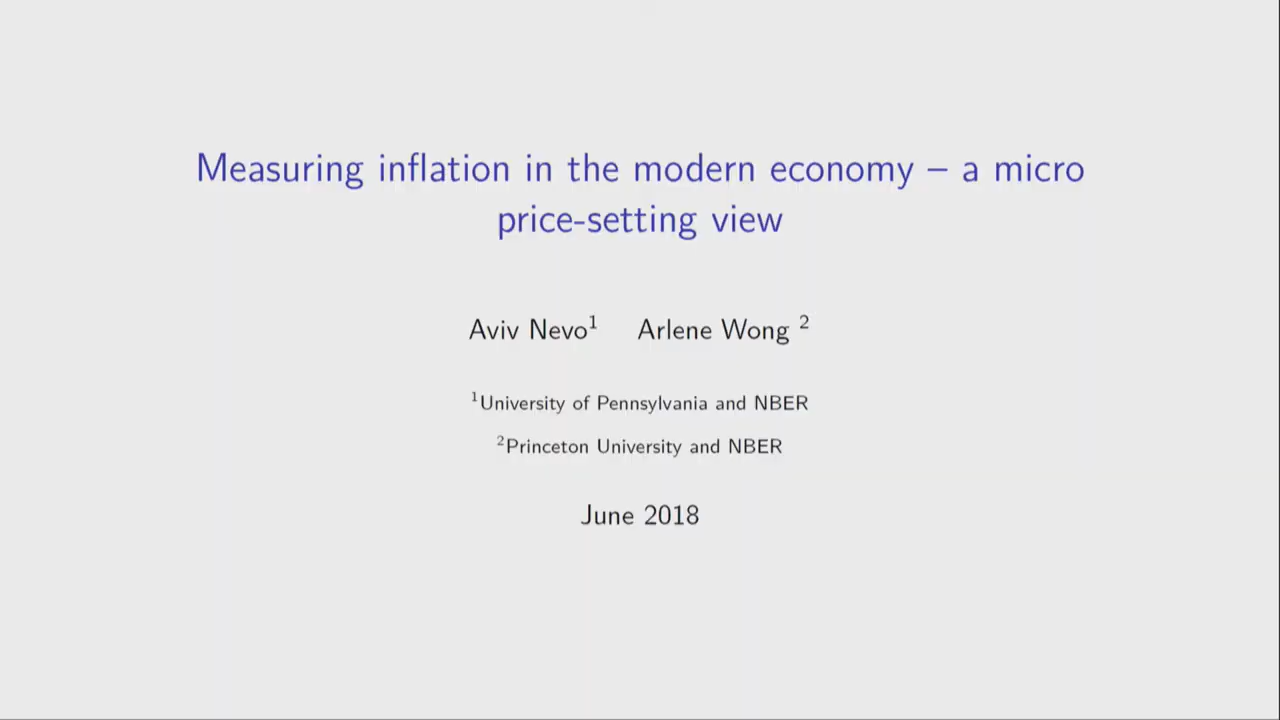 Measuring inflation in the modern economy – a micro
price-setting view
Aviv Nevo¹ Arlene Wong ²
¹University of Pennsylvania and NBER
²Princeton University and NBER
June 2018